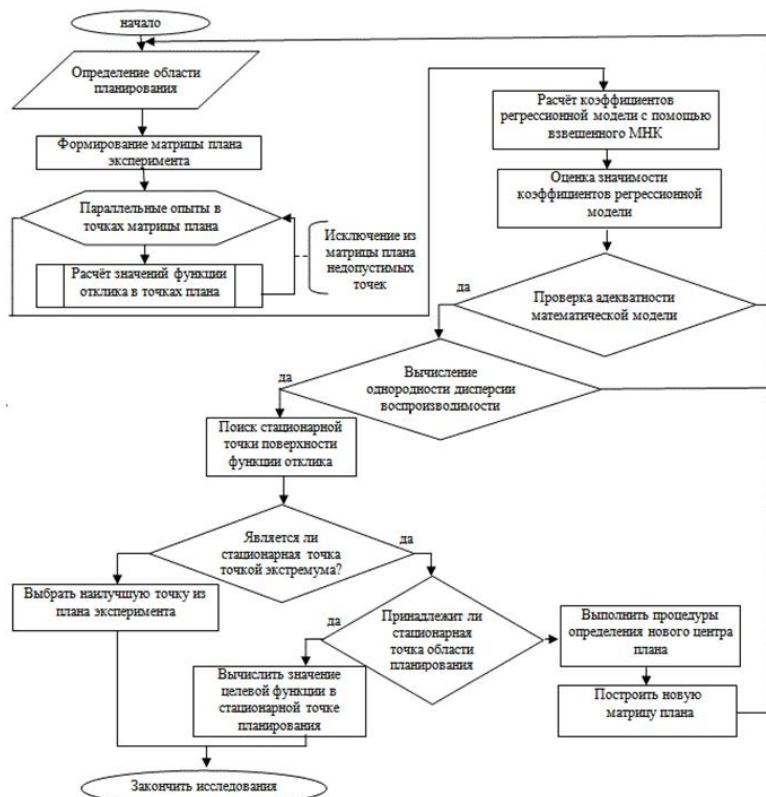 начало
Определение области
планирования
Формирование матрицы плана
эксперимента
Параллельные опыты в
точках матрицы плана
Расчёт значений функции
отклика в точках плана
Исключение из
матрицы плана
недопустимых
точек
Расчёт коэффициентов
регрессионной модели с помощью
взвешенного МНК
Оценка значимости
коэффициентов регрессионной
модели
да
Проверка адекватности
математической модели
да
Вычисление
однородности дисперсии
воспроизводимости
Поиск стационарной
точки поверхности
функции отклика
Является ли
стационарная точка
точкой экстремума?
да
Выбрать наилучшую точку из
плана эксперимента
да
Принадлежит ли
стационарная
точка области
планирования
Выполнить процедуры
определения нового центра
плана
Вычислить значение
целевой функции в
стационарной точке
планирования
Построить новую
матрицу плана
Закончить исследования